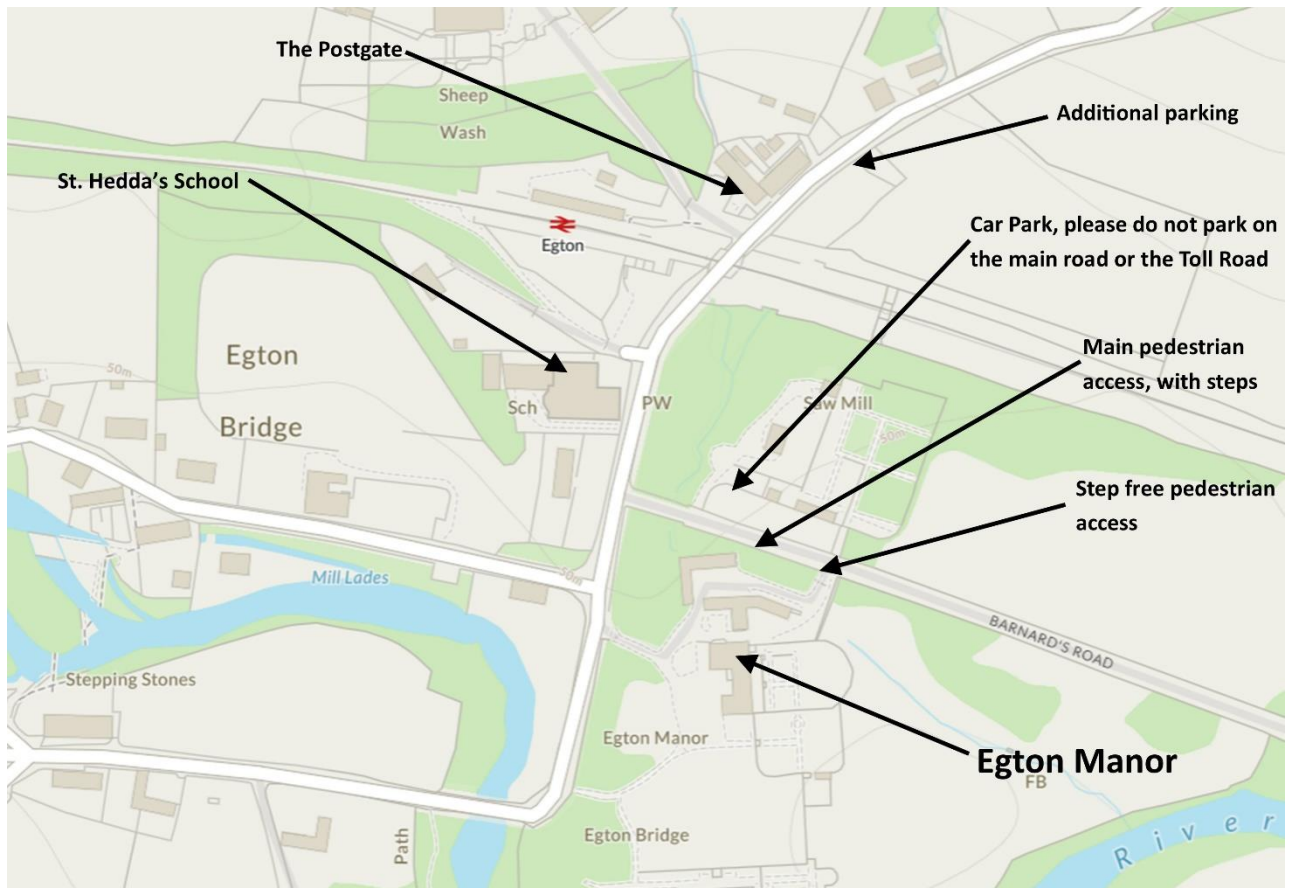 The Postgate
Sheep
Wash
Additional parking
St. Hedda's School
Egton
Car Park, please do not park on
the main road or the Toll Road
Egton
Bridge
50m
Main pedestrian
access, with steps
Sch
PW
Saw Mill
50m
Step free pedestrian
access
Mill Lades
50m
BARNARD'S ROAD
Stepping Stones
Egton Manor
Egton Manor
FB
Egton Bridge
Path
River